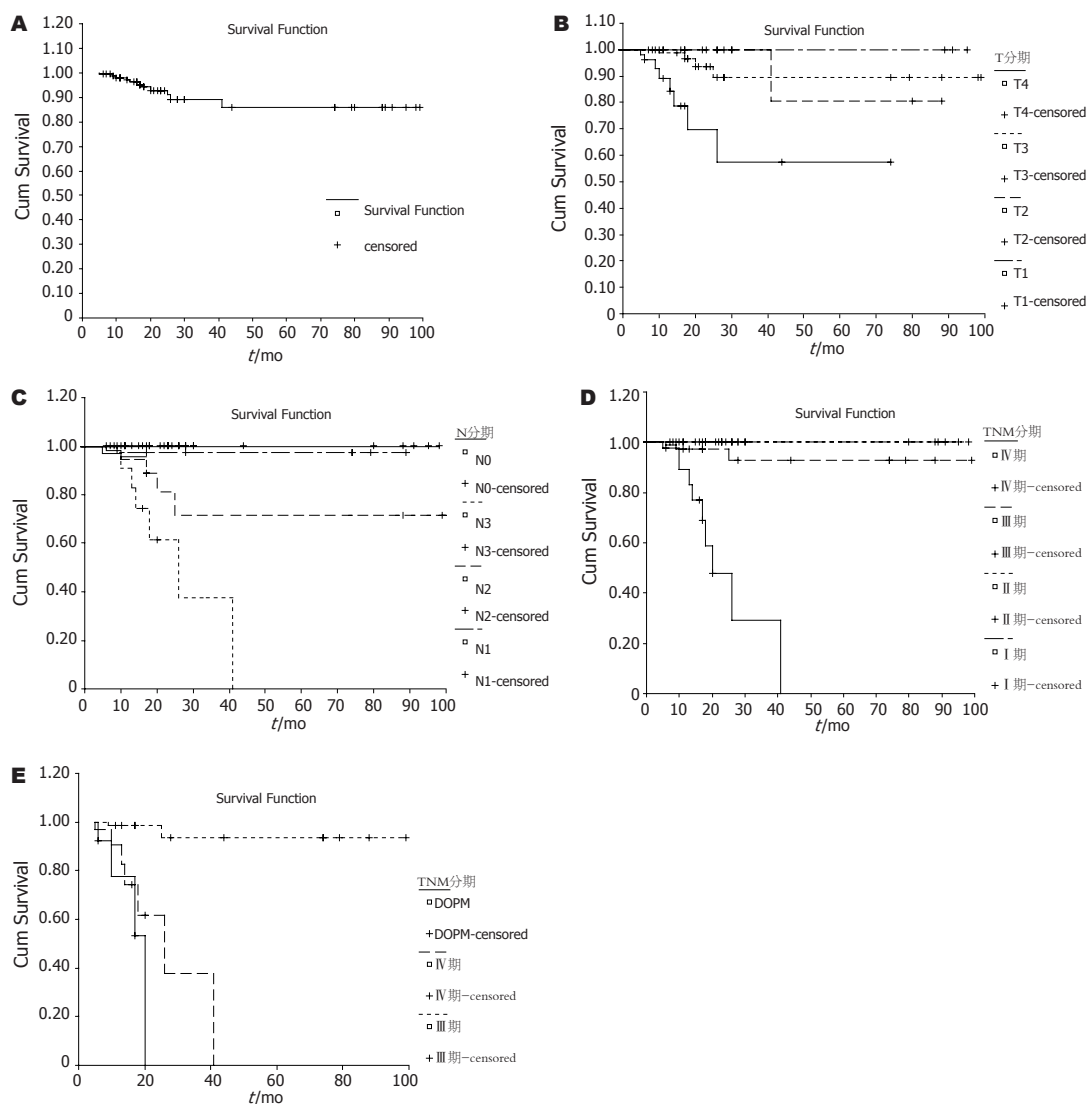 A
Survival Function
1.20
1.00
0.90
0.80
0.70
0.60
0.50
0.40
0.30
0.20
0.10
0
Cum Survival
Survival Function
censored
10 20 30 40 50 60 70 80 90 100
t/mo
B
Survival Function
1.00
1.00
0.90
0.80
0.70
0.60
0.50
0.40
0.30
0.20
0.10
0
Cum Survival
0 10 20 30 40 50 60 70 80 90 100
t/mo
T分期
T4
T4-censored
T3
T3-censored
T2
T2-censored
T1
T1-censored
C
Survival Function
1.20
1.00
0.80
0.60
0.40
0.20
0
Cum Survival
0 10 20 30 40 50 60 70 80 90 100
t/mo
N分期
N0
N0-censored
N3
N3-censored
N2
N2-censored
N1
N1-censored
D
Survival Function
1.20
1.00
0.80
0.60
0.40
0.20
0
Cum Survival
0 10 20 30 40 50 60 70 80 90 100
t/mo
TNM分期
Ⅳ期
Ⅳ期-censored
Ⅲ期
Ⅲ期-censored
Ⅱ期
Ⅱ期-censored
Ⅰ期
Ⅰ期-censored
E
Survival Function
1.20
1.00
0.80
0.60
0.40
0.20
0
Cum Survival
0 20 40 60 80 100
t/mo
TNM分期
DOPM
DOPM-censored
Ⅳ期
Ⅳ期-censored
Ⅲ期
Ⅲ期-censored